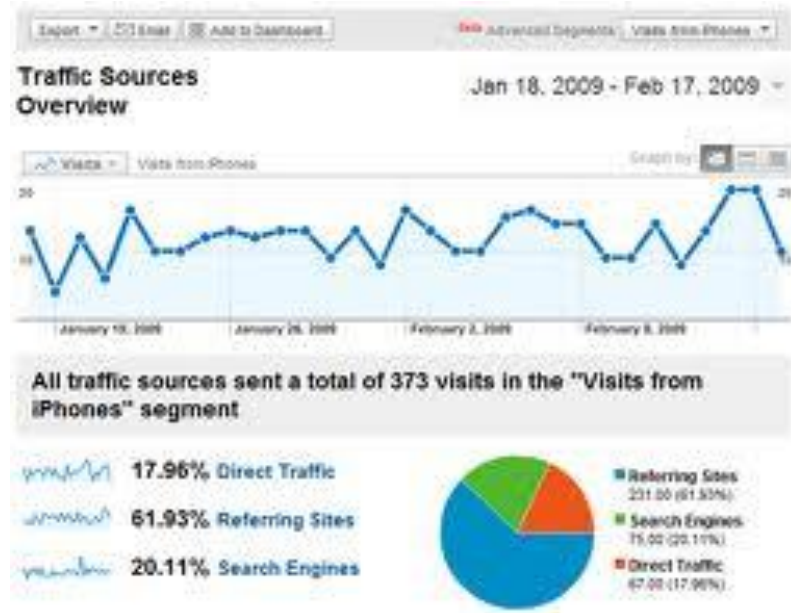 Export Email Add to Dashboard
Beta Advanced Segments: Visits from iPhones
Traffic Sources
Overview
Jan 18, 2009 - Feb 17, 2009
Visits Visits from iPhones
Graph by:
20 20
10 10
January 19, 2009 January 26, 2009 February 2, 2009 February 9, 2009
All traffic sources sent a total of 373 visits in the "Visits from
iPhones" segment
17.96% Direct Traffic
61.93% Referring Sites
20.11% Search Engines
Referring Sites
231.00 (61.93%)
Search Engines
75.00 (20.11%)
Direct Traffic
67.00 (17.96%)